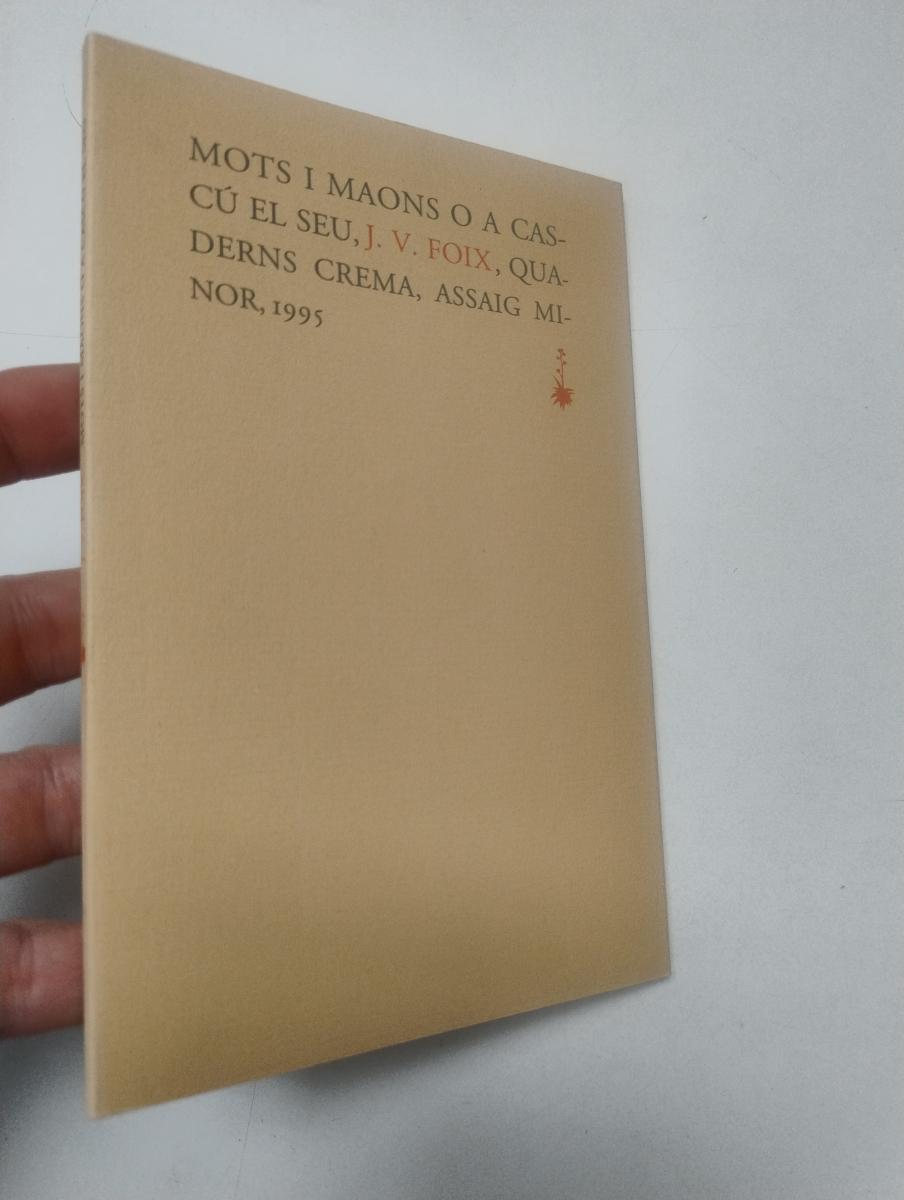 MOTS I MAONS O A CAS-
CÚ EL SEU, J. V. FOIX, QUA-
DERNS CREMA, ASSAIG MI-
NOR, 1995